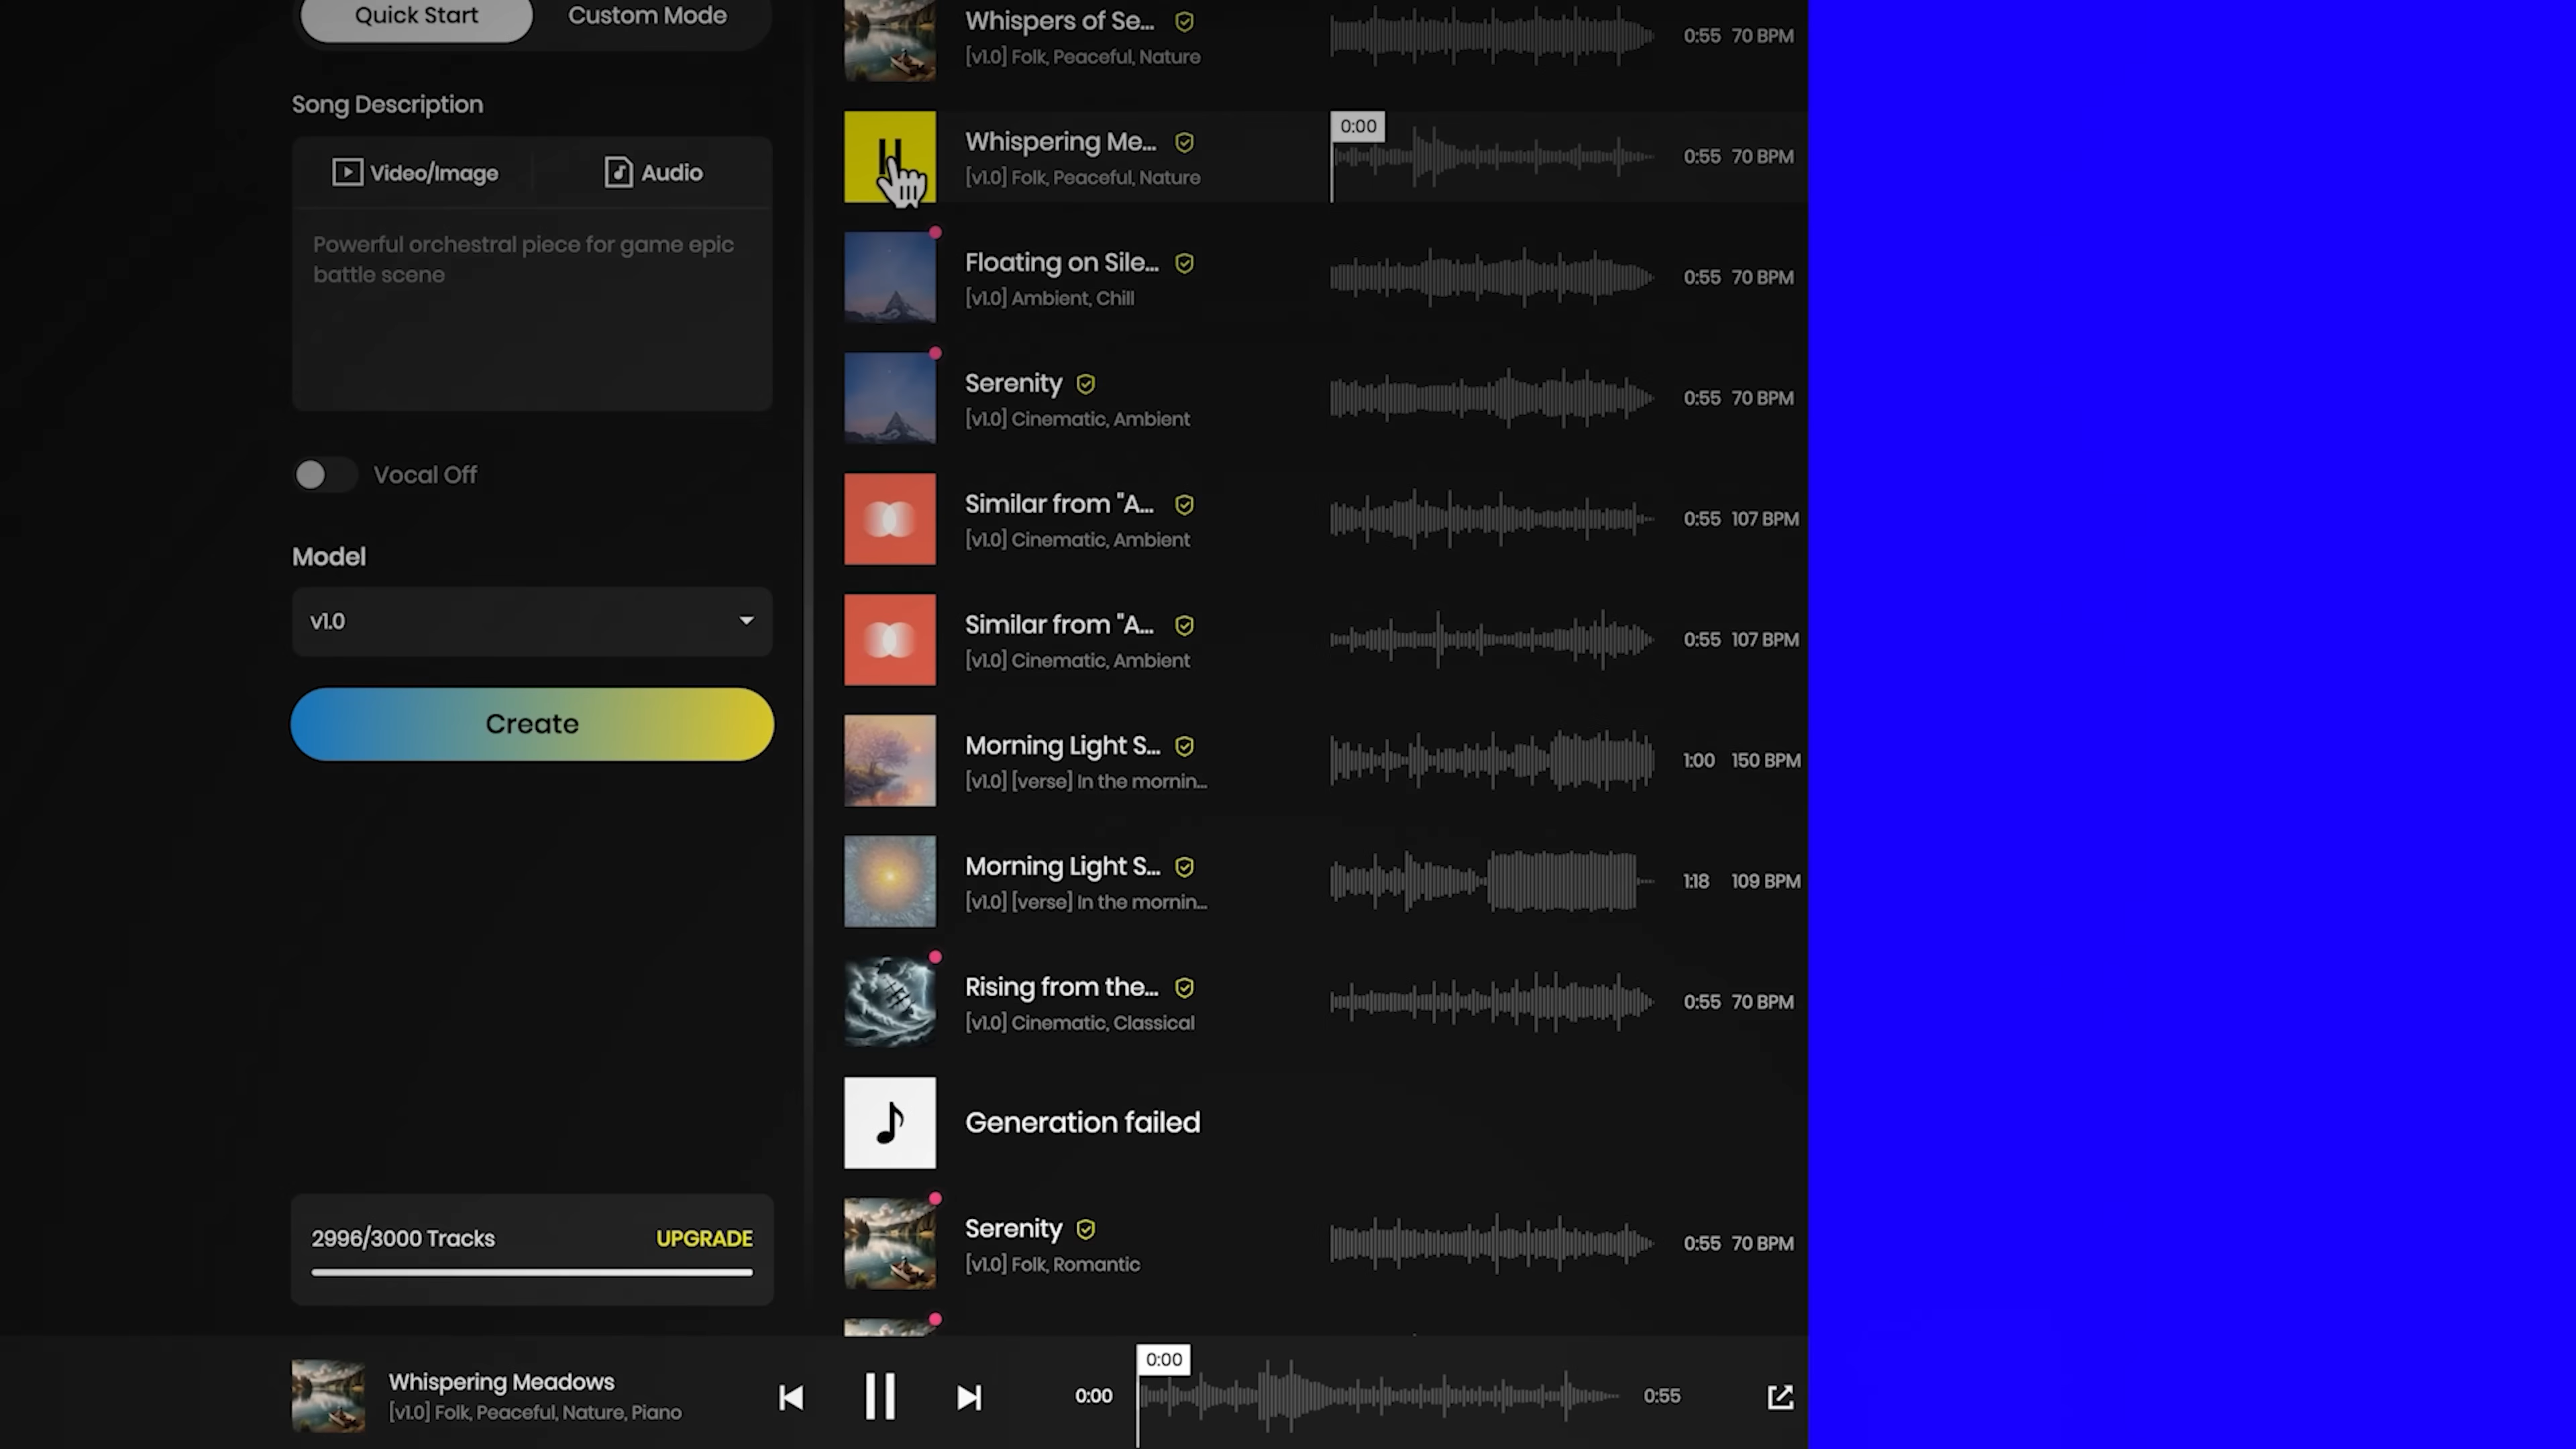 Quick Start
Custom Mode
Song Description
Video/Image
Audio
Powerful orchestral piece for game epic
battle scene
Vocal Off
Model
v1.0
Create
2996/3000 Tracks
UPGRADE
Whispers of Se...
[v1.0] Folk, Peaceful, Nature
0:55 70 BPM
Whispering Me...
[v1.0] Folk, Peaceful, Nature
0:00
0:55 70 BPM
Floating on Sile...
[v1.0] Ambient, Chill
0:55 70 BPM
Serenity
[v1.0] Cinematic, Ambient
0:55 70 BPM
Similar from "A...
[v1.0] Cinematic, Ambient
0:55 107 BPM
Similar from "A...
[v1.0] Cinematic, Ambient
0:55 107 BPM
Morning Light S...
[v1.0] [verse] In the mornin...
1:00 150 BPM
Morning Light S...
[v1.0] [verse] In the mornin...
1:18 109 BPM
Rising from the...
[v1.0] Cinematic, Classical
0:55 70 BPM
Generation failed
Serenity
[v1.0] Folk, Romantic
0:55 70 BPM
Whispering Meadows
[v1.0] Folk, Peaceful, Nature, Piano
0:00
0:00
0:55